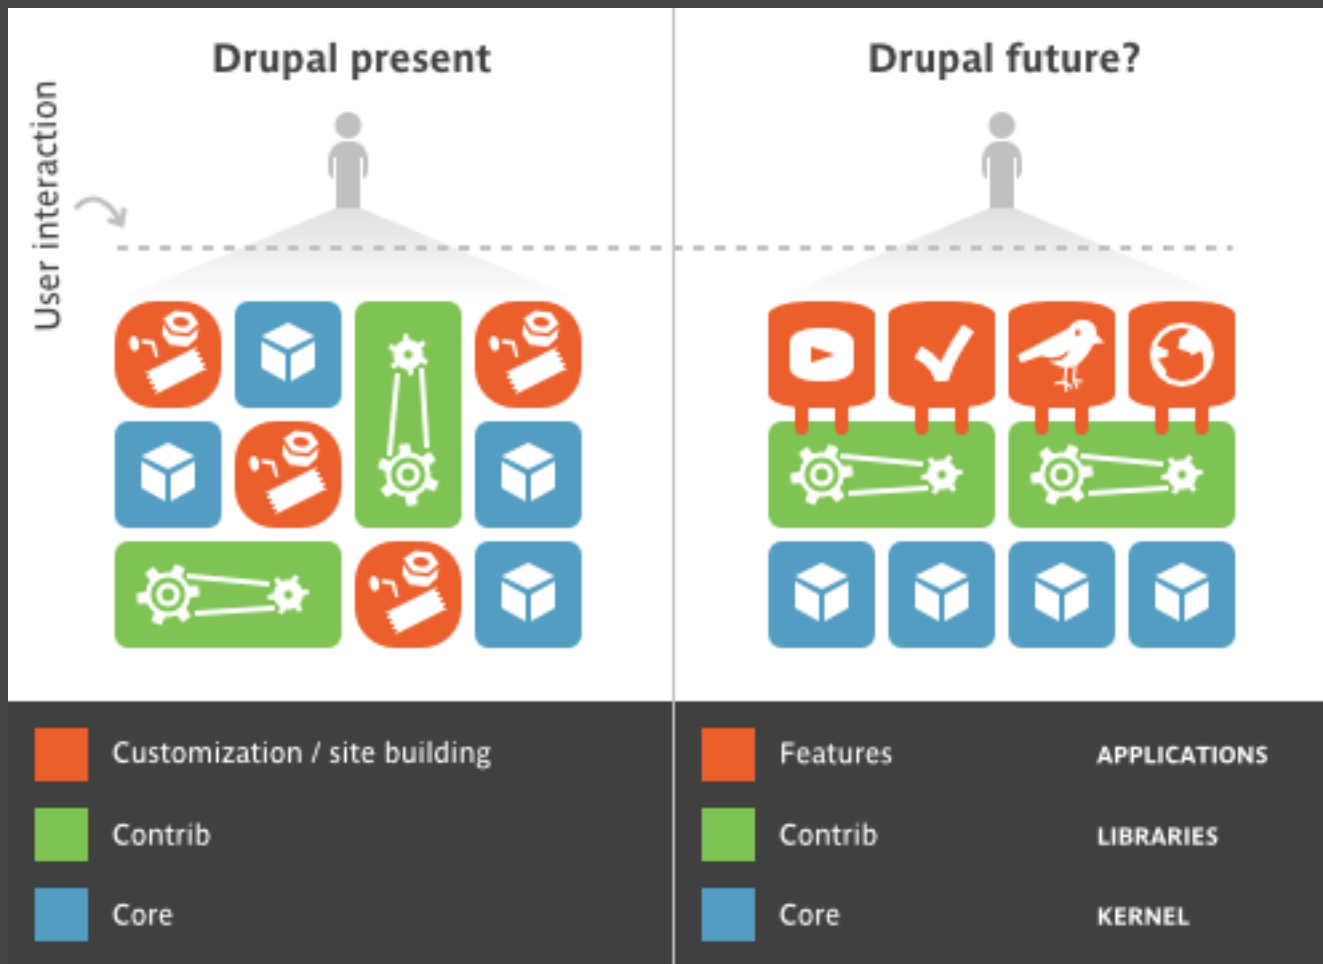 Drupal present
User interaction
Customization / site building
Contrib
Core
Drupal future?
Features APPLICATIONS
Contrib LIBRARIES
Core KERNEL